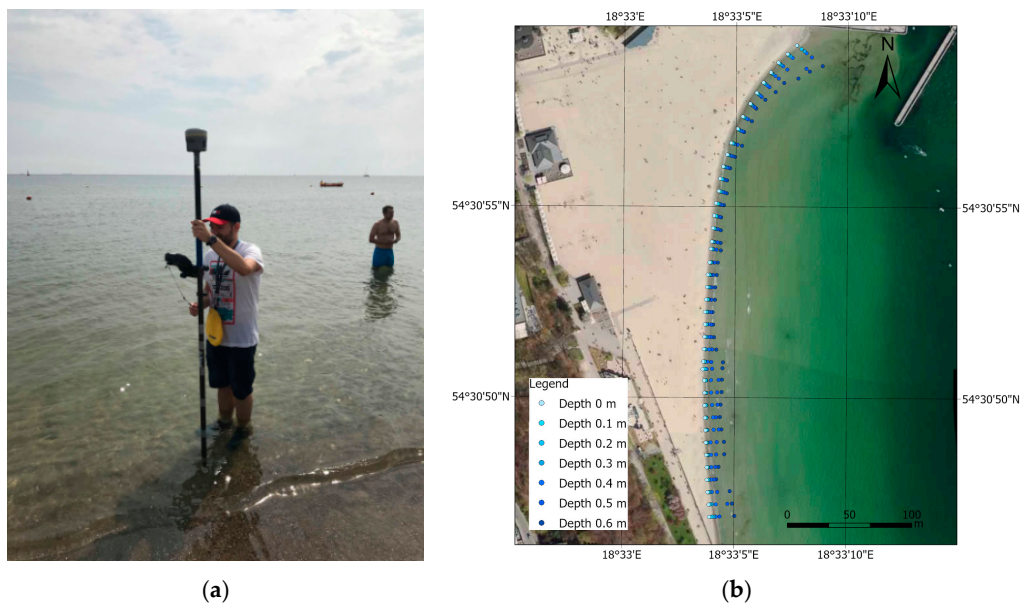 18°33'E 18°33'5"E 18°33'10"E
N
54°30'55"N 54°30'55"N
54°30'50"N 54°30'50"N
Legend
Depth 0 m
Depth 0.1 m
Depth 0.2 m
Depth 0.3 m
Depth 0.4 m
Depth 0.5 m
Depth 0.6 m
0 50 100
m
18°33'E 18°33'5"E 18°33'10"E
(a) (b)